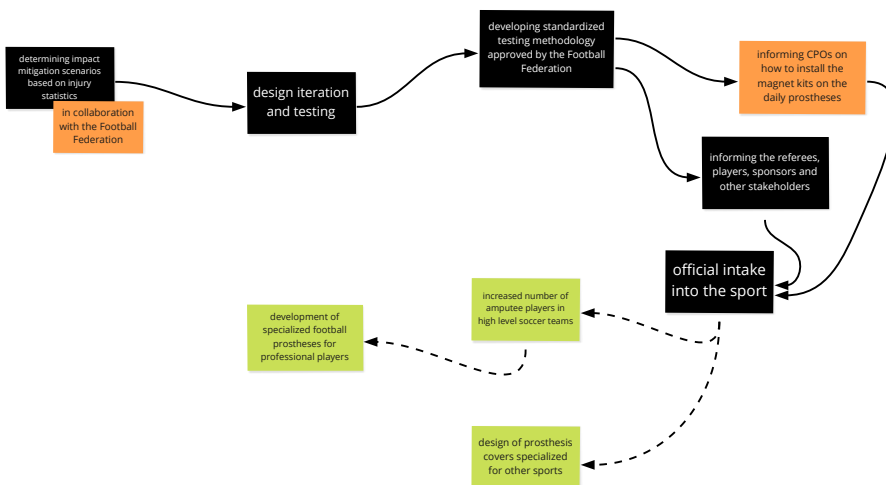 determining impact
mitigation scenarios
based on injury
statistics
in collaboration
with the Football
Federation
design iteration
and testing
developing standardized
testing methodology
approved by the Football
Federation
informing CPOs on
how to install the
magnet kits on the
daily prostheses
informing the referees,
players, sponsors and
other stakeholders
official intake
into the sport
increased number of
amputee players in
high level soccer teams
development of
specialized football
prostheses for
professional players
design of prosthesis
covers specialized
for other sports